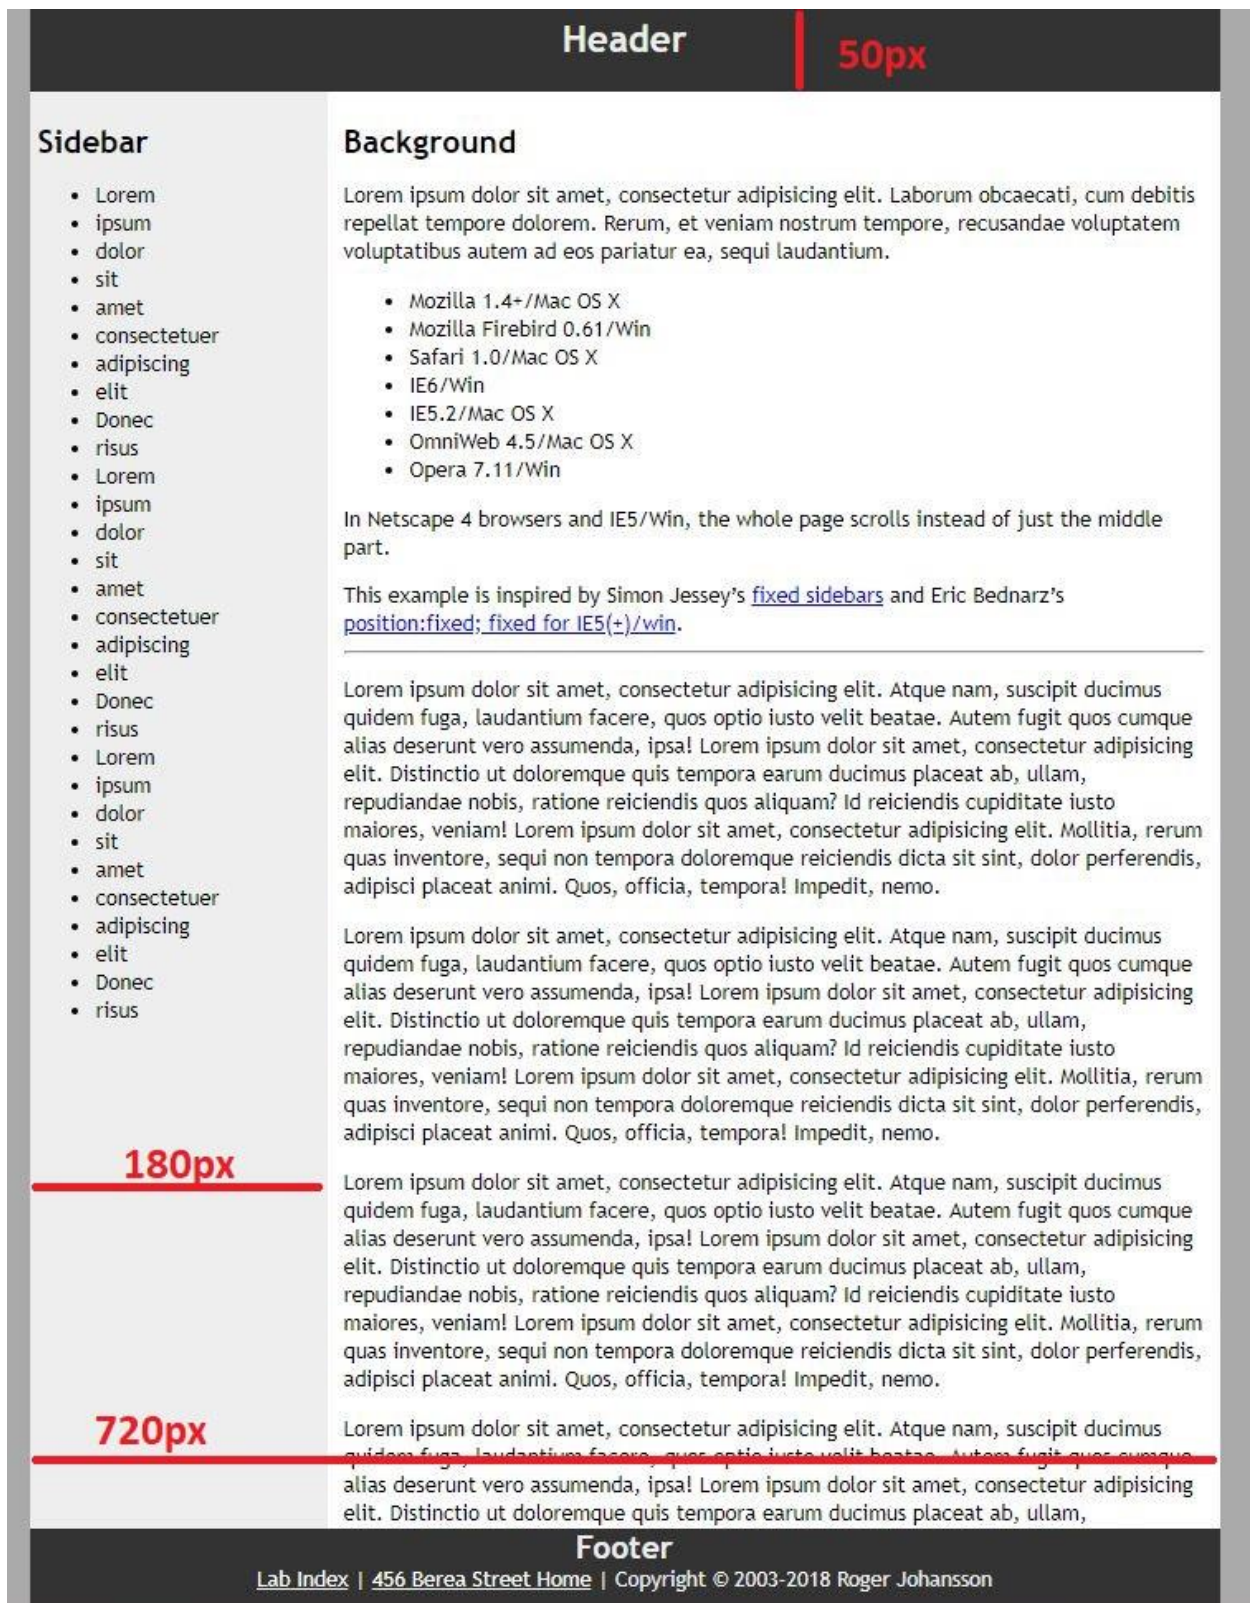 Header
50px
Sidebar
Lorem
ipsum
dolor
sit
amet
consectetuer
adipiscing
elit
Donec
risus
Lorem
ipsum
dolor
sit
amet
consectetuer
adipiscing
elit
Donec
risus
Lorem
ipsum
dolor
sit
amet
consectetuer
adipiscing
elit
Donec
risus
180px
720px
Background
Lorem ipsum dolor sit amet, consectetur adipisicing elit. Laborum obcaecati, cum debitis
repellat tempore dolorem. Rerum, et veniam nostrum tempore, recusandae voluptatem
voluptatibus autem ad eos pariatur ea, sequi laudantium.
Mozilla 1.4+/Mac OS X
Mozilla Firebird 0.61/Win
Safari 1.0/Mac OS X
IE6/Win
IE5.2/Mac OS X
OmniWeb 4.5/Mac OS X
Opera 7.11/Win
In Netscape 4 browsers and IE5/Win, the whole page scrolls instead of just the middle
part.
This example is inspired by Simon Jessey’s fixed sidebars and Eric Bednarz’s
position:fixed; fixed for IE5(+)/win.
Lorem ipsum dolor sit amet, consectetur adipisicing elit. Atque nam, suscipit ducimus
quidem fuga, laudantium facere, quos optio iusto velit beatae. Autem fugit quos cumque
alias deserunt vero assumenda, ipsa! Lorem ipsum dolor sit amet, consectetur adipisicing
elit. Distinctio ut doloremque quis tempora earum ducimus placeat ab, ullam,
repudiandae nobis, ratione reiciendis quos aliquam? Id reiciendis cupiditate iusto
maiores, veniam! Lorem ipsum dolor sit amet, consectetur adipisicing elit. Mollitia, rerum
quas inventore, sequi non tempora doloremque reiciendis dicta sit sint, dolor perferendis,
adipisci placeat animi. Quos, officia, tempora! Impedit, nemo.
Lorem ipsum dolor sit amet, consectetur adipisicing elit. Atque nam, suscipit ducimus
quidem fuga, laudantium facere, quos optio iusto velit beatae. Autem fugit quos cumque
alias deserunt vero assumenda, ipsa! Lorem ipsum dolor sit amet, consectetur adipisicing
elit. Distinctio ut doloremque quis tempora earum ducimus placeat ab, ullam,
repudiandae nobis, ratione reiciendis quos aliquam? Id reiciendis cupiditate iusto
maiores, veniam! Lorem ipsum dolor sit amet, consectetur adipisicing elit. Mollitia, rerum
quas inventore, sequi non tempora doloremque reiciendis dicta sit sint, dolor perferendis,
adipisci placeat animi. Quos, officia, tempora! Impedit, nemo.
Lorem ipsum dolor sit amet, consectetur adipisicing elit. Atque nam, suscipit ducimus
quidem fuga, laudantium facere, quos optio iusto velit beatae. Autem fugit quos cumque
alias deserunt vero assumenda, ipsa! Lorem ipsum dolor sit amet, consectetur adipisicing
elit. Distinctio ut doloremque quis tempora earum ducimus placeat ab, ullam,
repudiandae nobis, ratione reiciendis quos aliquam? Id reiciendis cupiditate iusto
maiores, veniam! Lorem ipsum dolor sit amet, consectetur adipisicing elit. Mollitia, rerum
quas inventore, sequi non tempora doloremque reiciendis dicta sit sint, dolor perferendis,
adipisci placeat animi. Quos, officia, tempora! Impedit, nemo.
Lorem ipsum dolor sit amet, consectetur adipisicing elit. Atque nam, suscipit ducimus
quidem fuga, laudantium facere, quos optio iusto velit beatae. Autem fugit quos cumque
alias deserunt vero assumenda, ipsa! Lorem ipsum dolor sit amet, consectetur adipisicing
elit. Distinctio ut doloremque quis tempora earum ducimus placeat ab, ullam,
Footer
Lab Index | 456 Berea Street Home | Copyright © 2003-2018 Roger Johansson